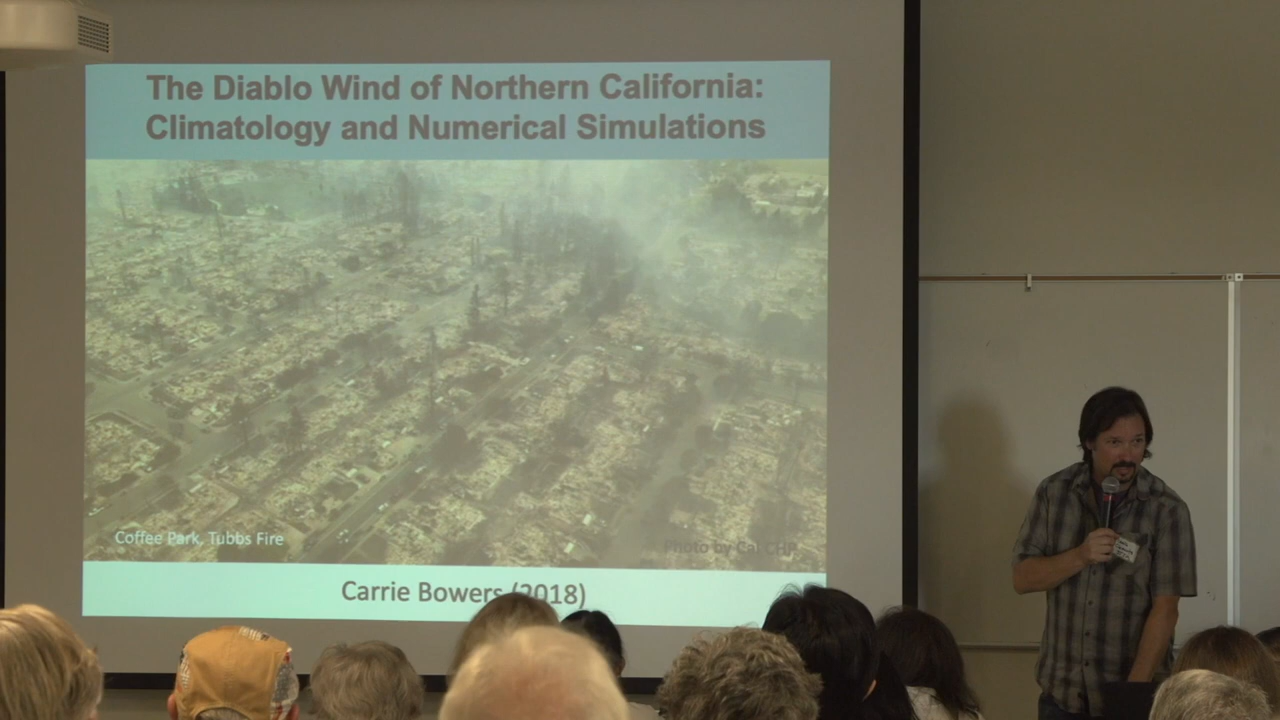 The Diablo Wind of Northern California:
Climatology and Numerical Simulations
Coffee Park, Tubbs Fire
Photo by Cal CHP
Carrie Bowers (2018)